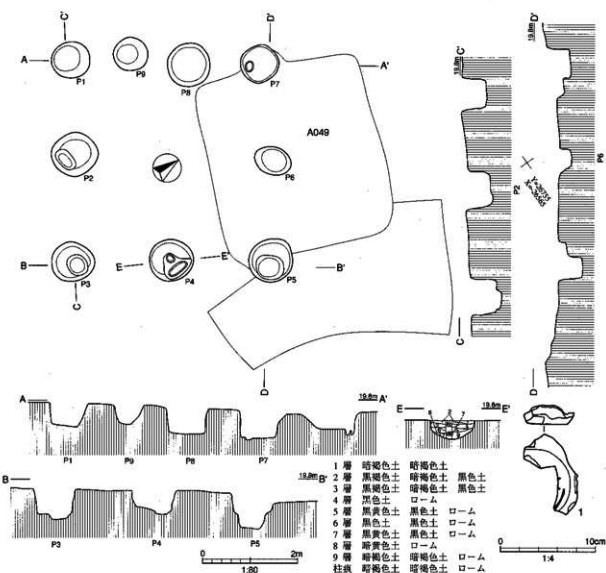 C'
D'
A
P1
P9
P8
P7
A'
A049
P2
P6
B
P3
E
E'
P4
P5
B'
C
D
C'
19.8m
P2
C
D'
19.8m
P6
D
A
19.8m
A'
P1
P9
P8
P7
B
19.8m
B'
P3
P4
P5
0
2m
1:80
E
19.8m
E'
1層 暗褐色土 暗褐色土
2層 黒褐色土 暗褐色土 黒色土
3層 黒褐色土 暗褐色土 黒色土
4層 黒色土 ローム
5層 黒黄色土 黒色土 ローム
6層 黒色土 黒色土 ローム
7層 黒黄色土 黒色土 ローム
8層 暗黄色土 ローム
9層 暗褐色土 暗褐色土 ローム
柱痕 暗褐色土 暗褐色土 ローム
1
0
10cm
1:4